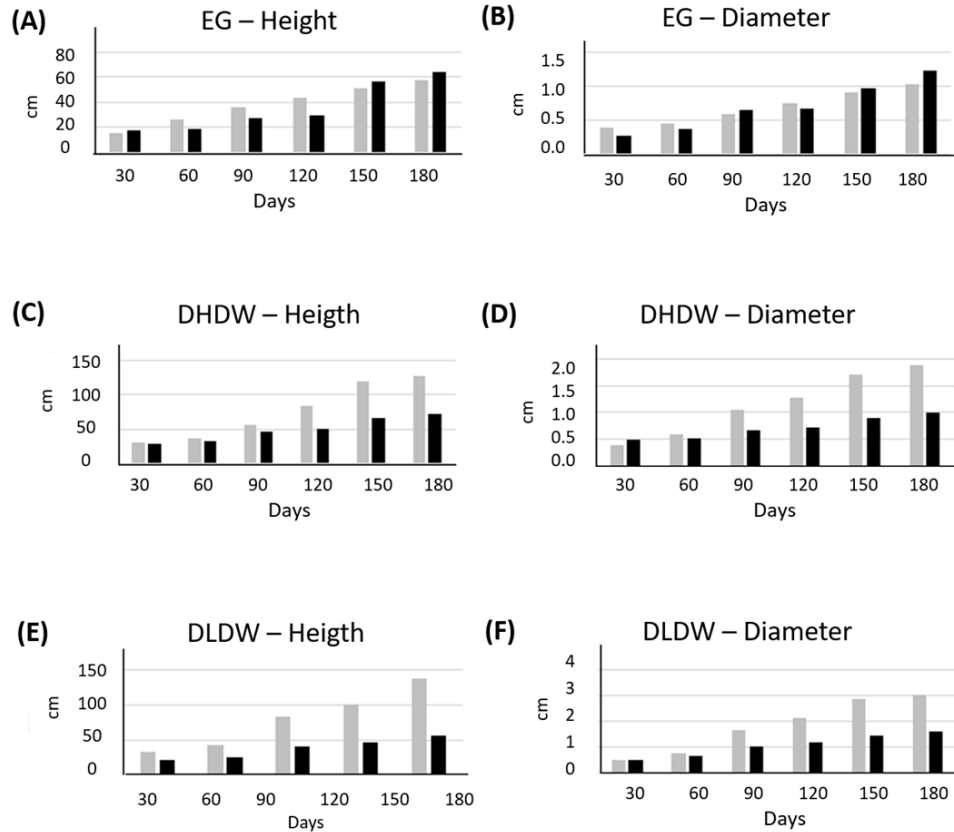 (A)
EG – Height
80
60
40
20
0
cm
30 60 90 120 150 180
Days
(B)
EG – Diameter
1.5
1.0
0.5
0.0
cm
30 60 90 120 150 180
Days
(C)
DHDW – Heigth
150
100
50
0
cm
30 60 90 120 150 180
Days
(D)
DHDW – Diameter
2.0
1.5
1.0
0.5
0.0
cm
30 60 90 120 150 180
Days
(E)
DLDW – Heigth
150
100
50
0
cm
30 60 90 120 150 180
Days
(F)
DLDW – Diameter
4
3
2
1
0
cm
30 60 90 120 150 180
Days